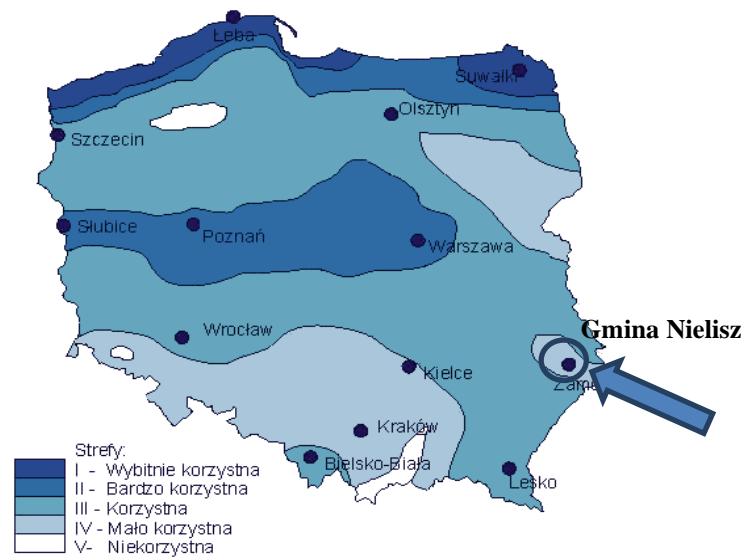 Łeba
Suwałki
Olsztyn
Szczecin
Słubice
Poznań
Warszawa
Gmina Nielisz
Wrocław
Kielce
Kraków
Bielsko-Biała
Lesko
Strefy:
I - Wybitnie korzystna
II - Bardzo korzystna
III - Korzystna
IV - Mało korzystna
V- Niekorzystna